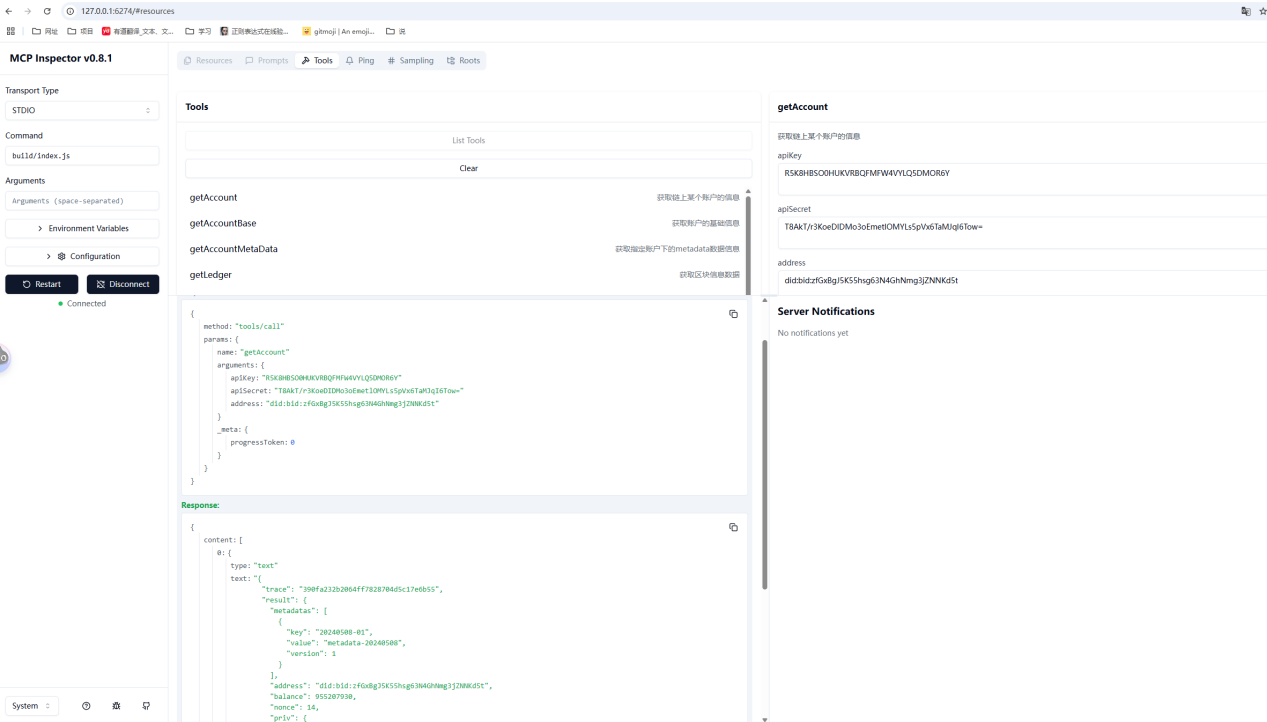 127.0.0.1:6274/#resources
网址
项目
有道翻译_文本、文...
学习
正则表达式在线验...
gitmoji | An emoji...
说
MCP Inspector v0.8.1
Resources
Prompts
Tools
Ping
Sampling
Roots
Transport Type
STDIO
Command
build/index.js
Arguments
Arguments (space-separated)
Environment Variables
Configuration
Restart
Disconnect
Connected
System
Tools
List Tools
Clear
getAccount 获取链上某个账户的信息
getAccountBase 获取账户的基础信息
getAccountMetaData 获取指定账户下的metadata数据信息
getLedger 获取区块信息数据
getAccount
获取链上某个账户的信息
apiKey
R5K8HBSO0HUKVRBQFMFW4VYLQ5DMOR6Y
apiSecret
T8AkT/r3KoeDIDMo3oEmetlOMYLs5pVx6TaMJqI6Tow=
address
did:bid:zfGxBgJ5K55hsg63N4GhNmg3jZNNKd5t
{
method: "tools/call"
params: {
name: "getAccount"
arguments: {
apiKey: "R5K8HBSO0HUKVRBQFMFW4VYLQ5DMOR6Y"
apiSecret: "T8AkT/r3KoeDIDMo3oEmetlOMYLs5pVx6TaMJqI6Tow="
address: "did:bid:zfGxBgJ5K55hsg63N4GhNmg3jZNNKd5t"
}
_meta: {
progressToken: 0
}
}
}
Response:
{
content: [
0: {
type: "text"
text: "{
"trace": "390fa232b2064ff7828704d5c17e6b55",
"result": {
"metadatas": [
{
"key": "20240508-01",
"value": "metadata-20240508",
"version": 1
}
],
"address": "did:bid:zfGxBgJ5K55hsg63N4GhNmg3jZNNKd5t",
"balance": 955207930,
"nonce": 14,
"priv": {
Server Notifications
No notifications yet